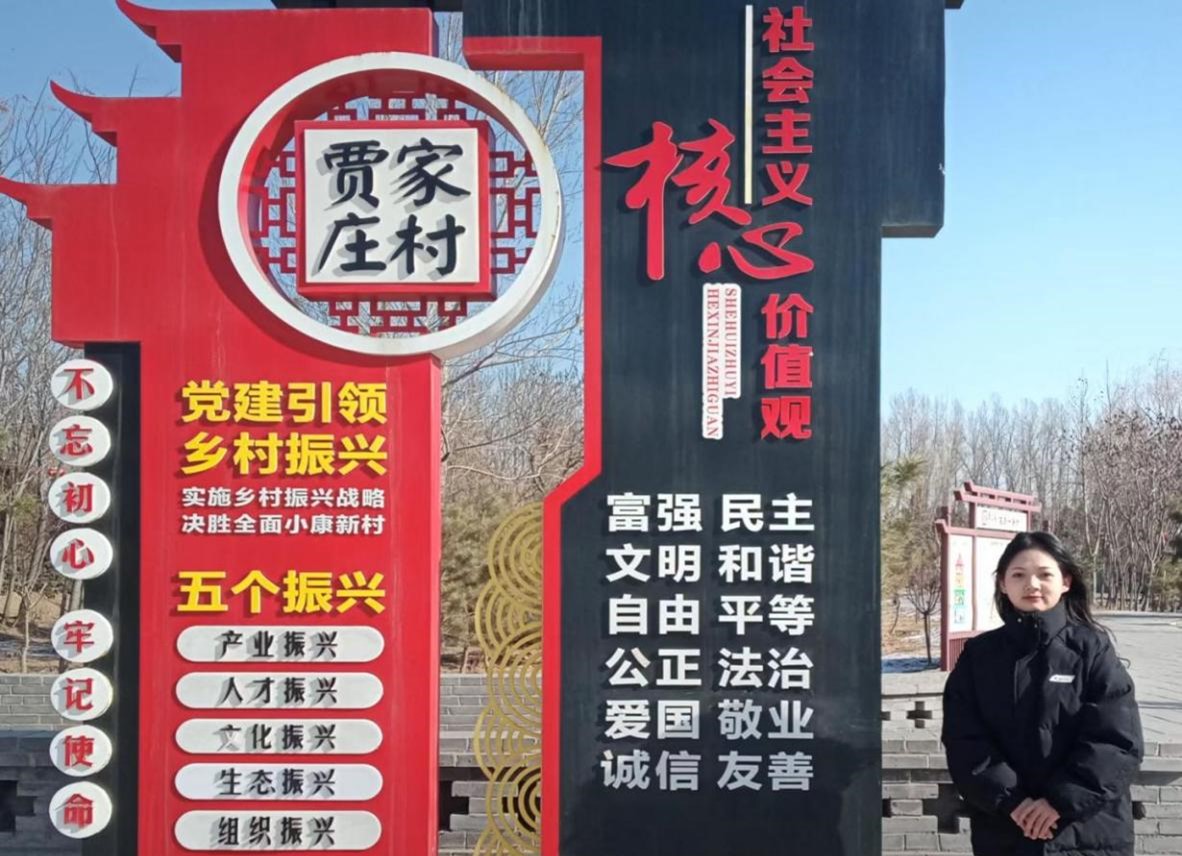 贾家
庄村
不忘初心 牢记使命
党建引领
乡村振兴
实施乡村振兴战略
决胜全面小康新村
五个振兴
产业振兴
人才振兴
文化振兴
生态振兴
组织振兴
社会主义
核心
价值观
SHEHUIZHUYI
HEXINJIAZHIGUAN
富强 民主
文明 和谐
自由 平等
公正 法治
爱国 敬业
诚信 友善